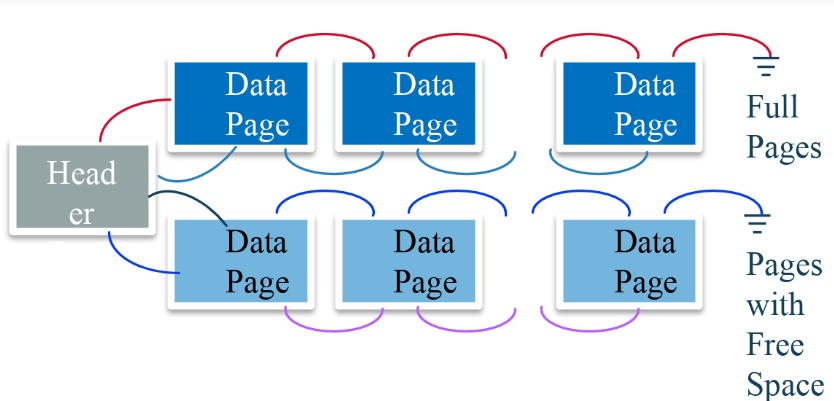 Data
Page
Data
Page
Data
Page
Full
Pages
Head
er
Data
Page
Data
Page
Data
Page
Pages
with
Free
Space